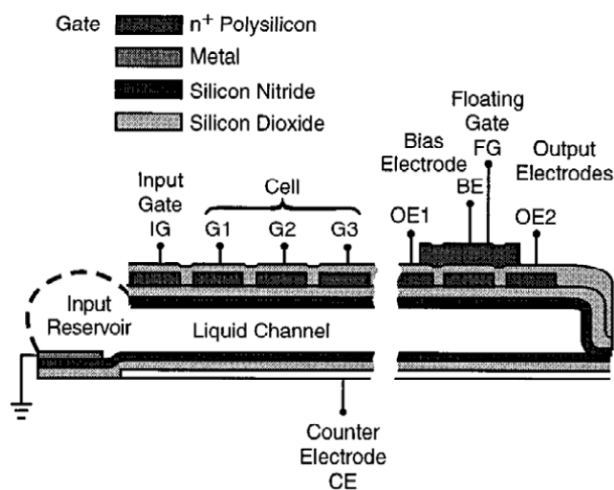 Gate
n+ Polysilicon
Metal
Silicon Nitride
Silicon Dioxide
Floating
Gate
FG
Bias
Electrode
BE
Output
Electrodes
Input
Gate
IG
Cell
G1
G2
G3
OE1
OE2
Input
Reservoir
Liquid Channel
Counter
Electrode
CE